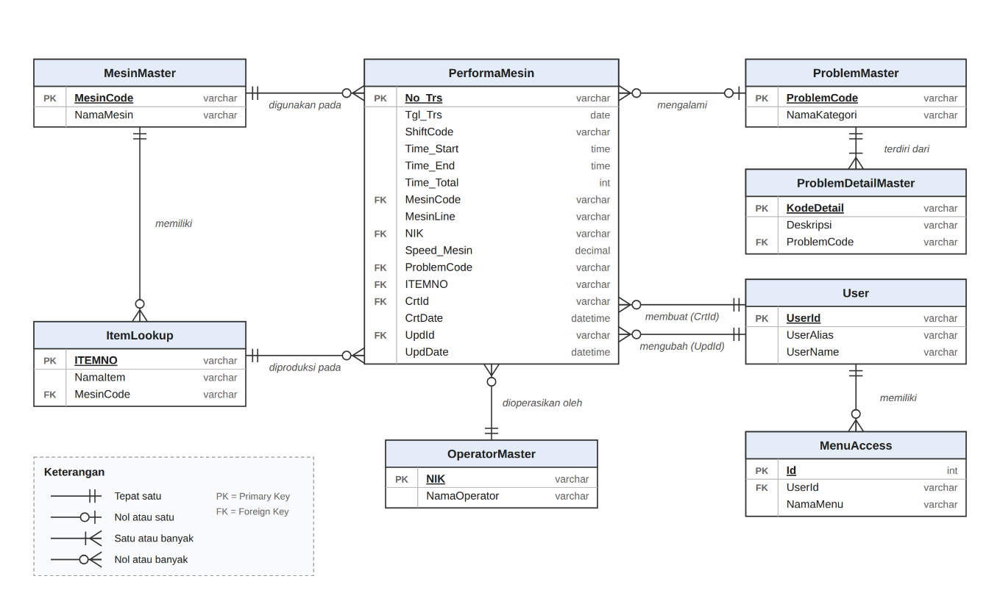 MesinMaster
PK MesinCode varchar
NamaMesin varchar
digunakan pada
PerformaMesin
PK No_Trs varchar
Tgl_Trs date
ShiftCode varchar
Time_Start time
Time_End time
Time_Total int
FK MesinCode varchar
MesinLine varchar
FK NIK varchar
Speed_Mesin decimal
FK ProblemCode varchar
FK ITEMNO varchar
FK CrtId varchar
CrtDate datetime
FK UpdId varchar
UpdDate datetime
mengalami
ProblemMaster
PK ProblemCode varchar
NamaKategori varchar
terdiri dari
ProblemDetailMaster
PK KodeDetail varchar
Deskripsi varchar
FK ProblemCode varchar
memiliki
ItemLookup
PK ITEMNO varchar
NamaItem varchar
FK MesinCode varchar
diproduksi pada
membuat (CrtId)
mengubah (UpdId)
User
PK UserId varchar
UserAlias varchar
UserName varchar
dioperasikan oleh
memiliki
OperatorMaster
PK NIK varchar
NamaOperator varchar
MenuAccess
PK Id int
FK UserId varchar
NamaMenu varchar
Keterangan
Tepat satu
Nol atau satu
Satu atau banyak
Nol atau banyak
PK = Primary Key
FK = Foreign Key